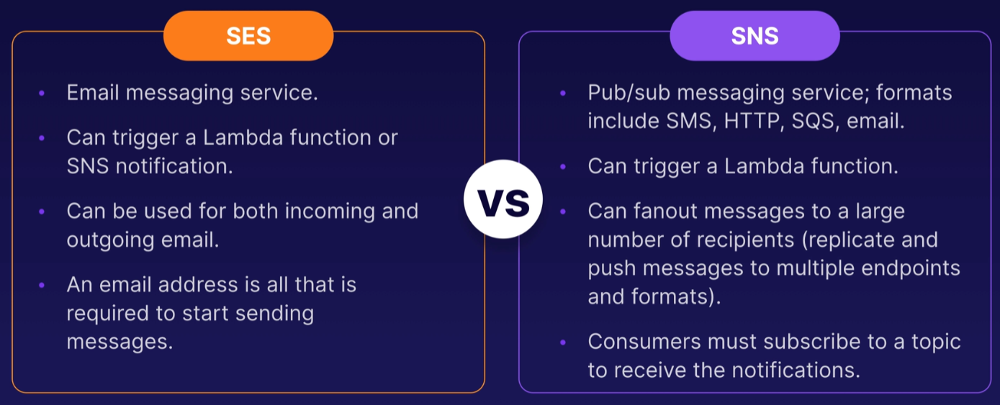 SES
• Email messaging service.
• Can trigger a Lambda function or
SNS notification.
• Can be used for both incoming and
outgoing email.
• An email address is all that is
required to start sending
messages.
vs
SNS
• Pub/sub messaging service; formats
include SMS, HTTP, SQS, email.
• Can trigger a Lambda function.
• Can fanout messages to a large
number of recipients (replicate and
push messages to multiple endpoints
and formats).
• Consumers must subscribe to a topic
to receive the notifications.